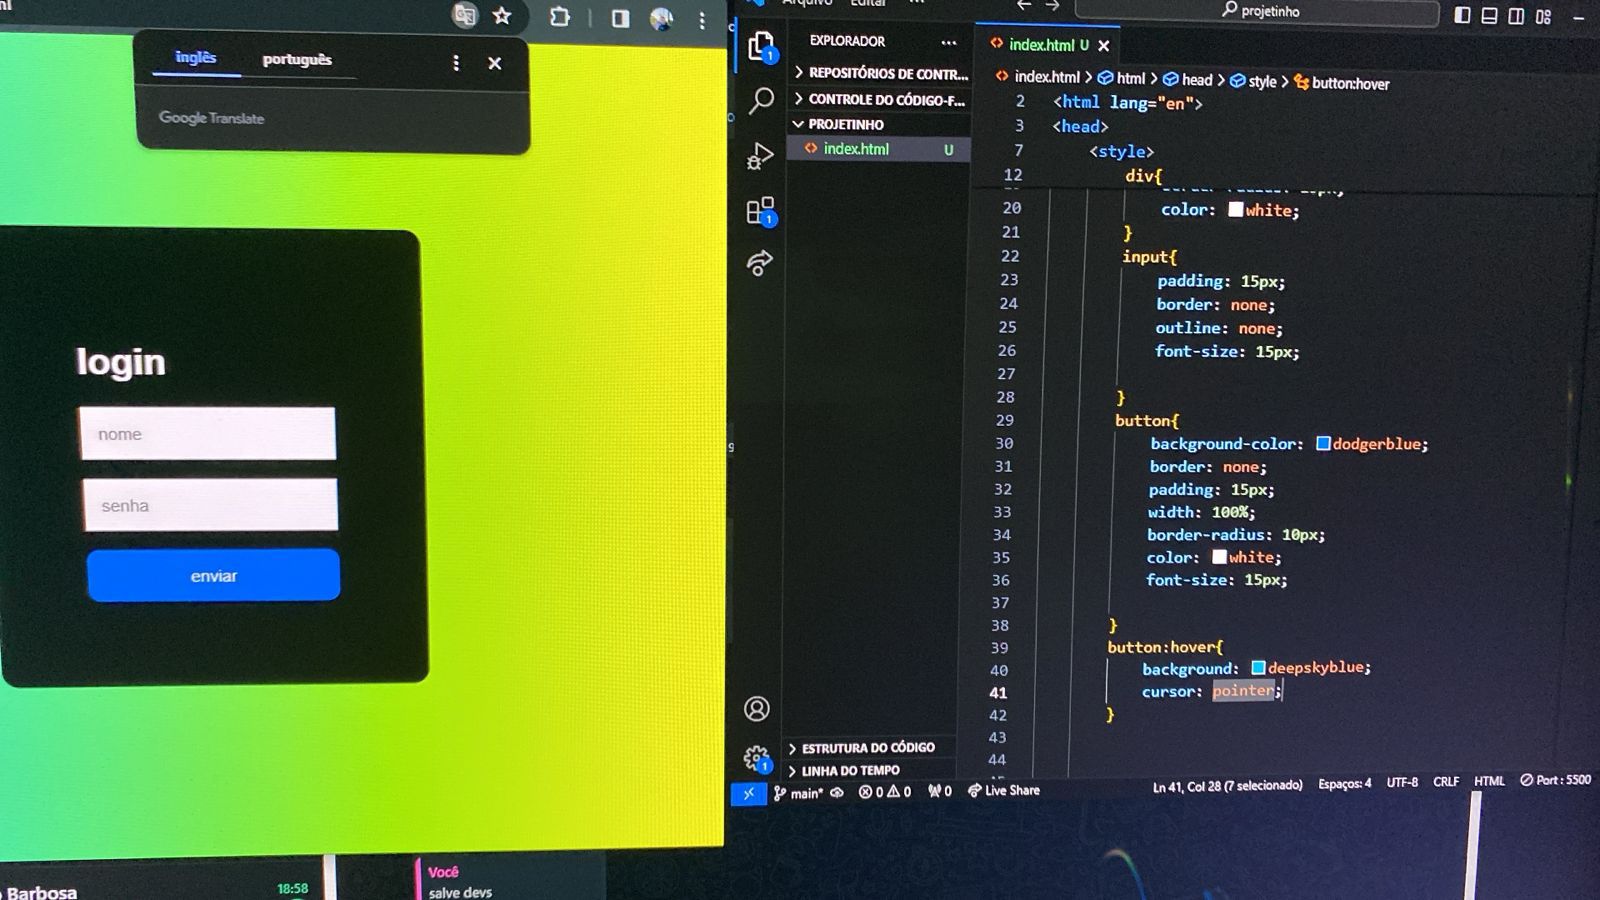 inglês português
Google Translate
login
nome
senha
enviar
Barbosa
18:58
Você
salve devs
Arquivo Editar ...
projetinho
EXPLORADOR ...
REPOSITÓRIOS DE CONTR...
CONTROLE DO CÓDIGO-F...
PROJETINHO
index.html U
ESTRUTURA DO CÓDIGO
LINHA DO TEMPO
index.html U
index.html > html > head > style > button:hover
2 <html lang="en">
3 <head>
7 <style>
12 div{
20 color: white;
21 }
22 input{
23 padding: 15px;
24 border: none;
25 outline: none;
26 font-size: 15px;
27
28 }
29 button{
30 background-color: dodgerblue;
31 border: none;
32 padding: 15px;
33 width: 100%;
34 border-radius: 10px;
35 color: white;
36 font-size: 15px;
37
38 }
39 button:hover{
40 background: deepskyblue;
41 cursor: pointer;
42 }
43
44
main* 0 0 0 Live Share
Ln 41, Col 28 (7 selecionado) Espaços: 4 UTF-8 CRLF HTML Port : 5500